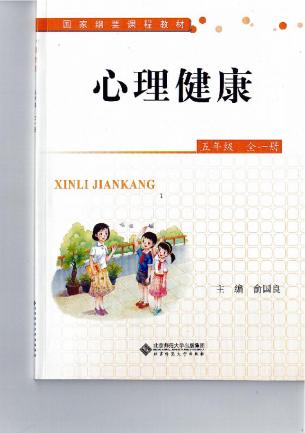 国家纲要课程教材
心理健康
五年级 全一册
XINLI JIANKANG
主 编 俞国良
北京师范大学出版集团
北京师范大学出版社